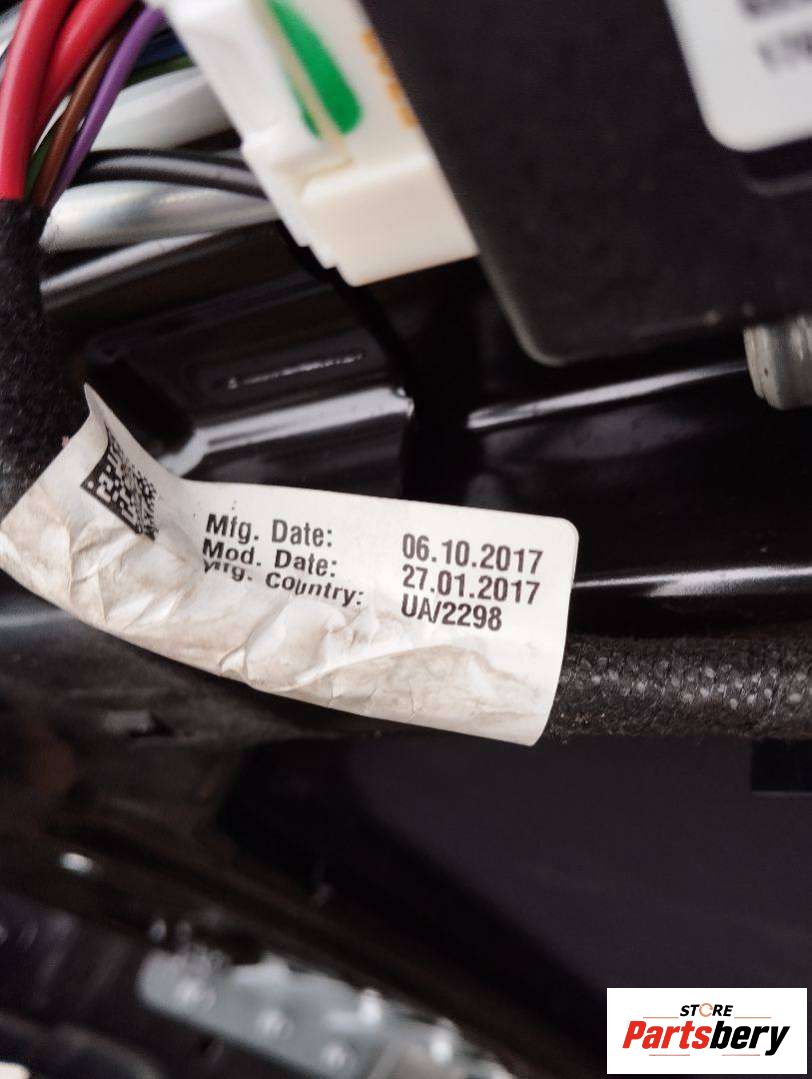 Mfg. Date: 06.10.2017
Mod. Date: 27.01.2017
Mfg. Country: UA/2298
STORE
Partsbery